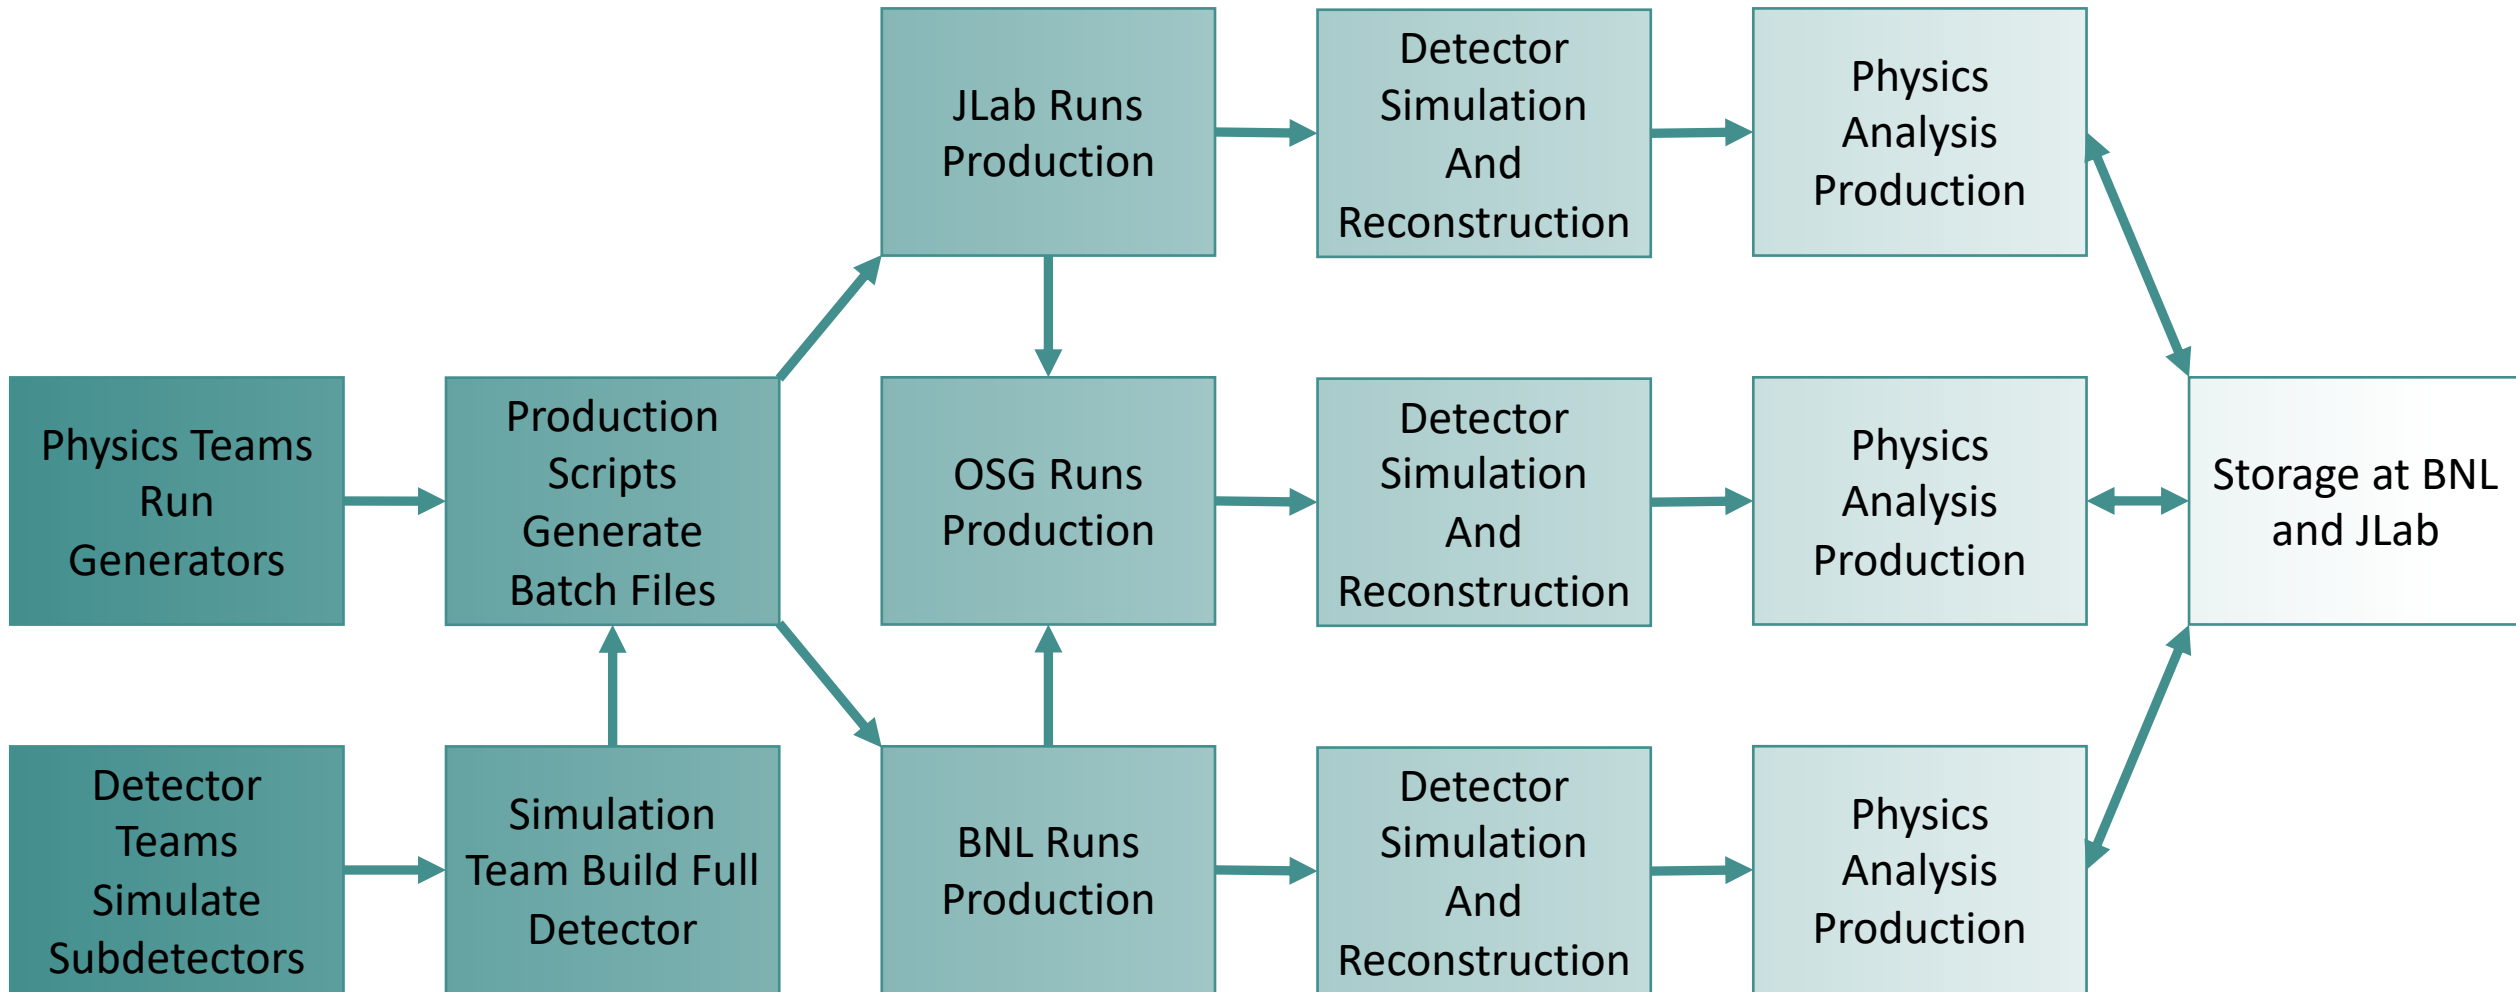 JLab Runs
Production
Detector
Simulation
And
Reconstruction
Physics
Analysis
Production
Physics Teams
Run
Generators
Production
Scripts
Generate
Batch Files
OSG Runs
Production
Detector
Simulation
And
Reconstruction
Physics
Analysis
Production
Storage at BNL
and JLab
Detector
Teams
Simulate
Subdetectors
Simulation
Team Build Full
Detector
BNL Runs
Production
Detector
Simulation
And
Reconstruction
Physics
Analysis
Production